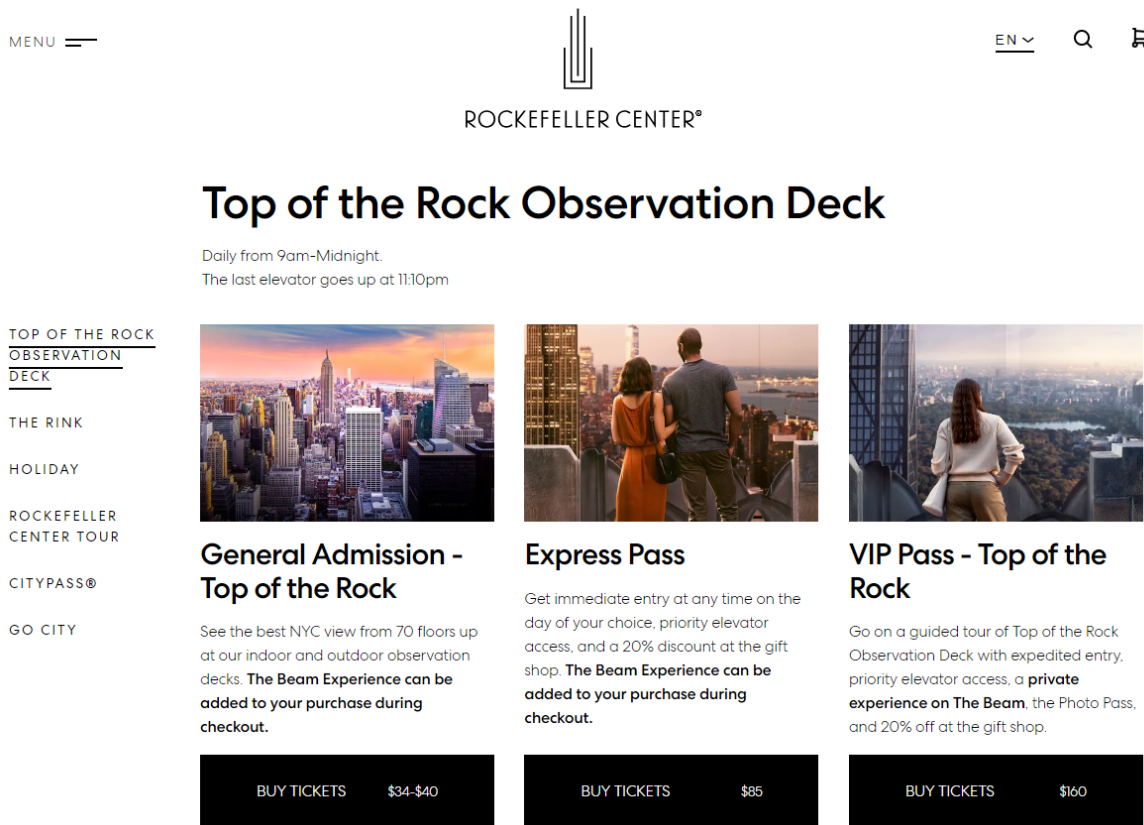 MENU
EN
ROCKEFELLER CENTER®
Top of the Rock Observation Deck
Daily from 9am-Midnight.
The last elevator goes up at 11:10pm
TOP OF THE ROCK
OBSERVATION
DECK
THE RINK
HOLIDAY
ROCKEFELLER
CENTER TOUR
CITYPASS®
GO CITY
General Admission -
Top of the Rock
See the best NYC view from 70 floors up
at our indoor and outdoor observation
decks. The Beam Experience can be
added to your purchase during
checkout.
BUY TICKETS $34-$40
Express Pass
Get immediate entry at any time on the
day of your choice, priority elevator
access, and a 20% discount at the gift
shop. The Beam Experience can be
added to your purchase during
checkout.
BUY TICKETS $85
VIP Pass - Top of the
Rock
Go on a guided tour of Top of the Rock
Observation Deck with expedited entry,
priority elevator access, a private
experience on The Beam, the Photo Pass,
and 20% off at the gift shop.
BUY TICKETS $160